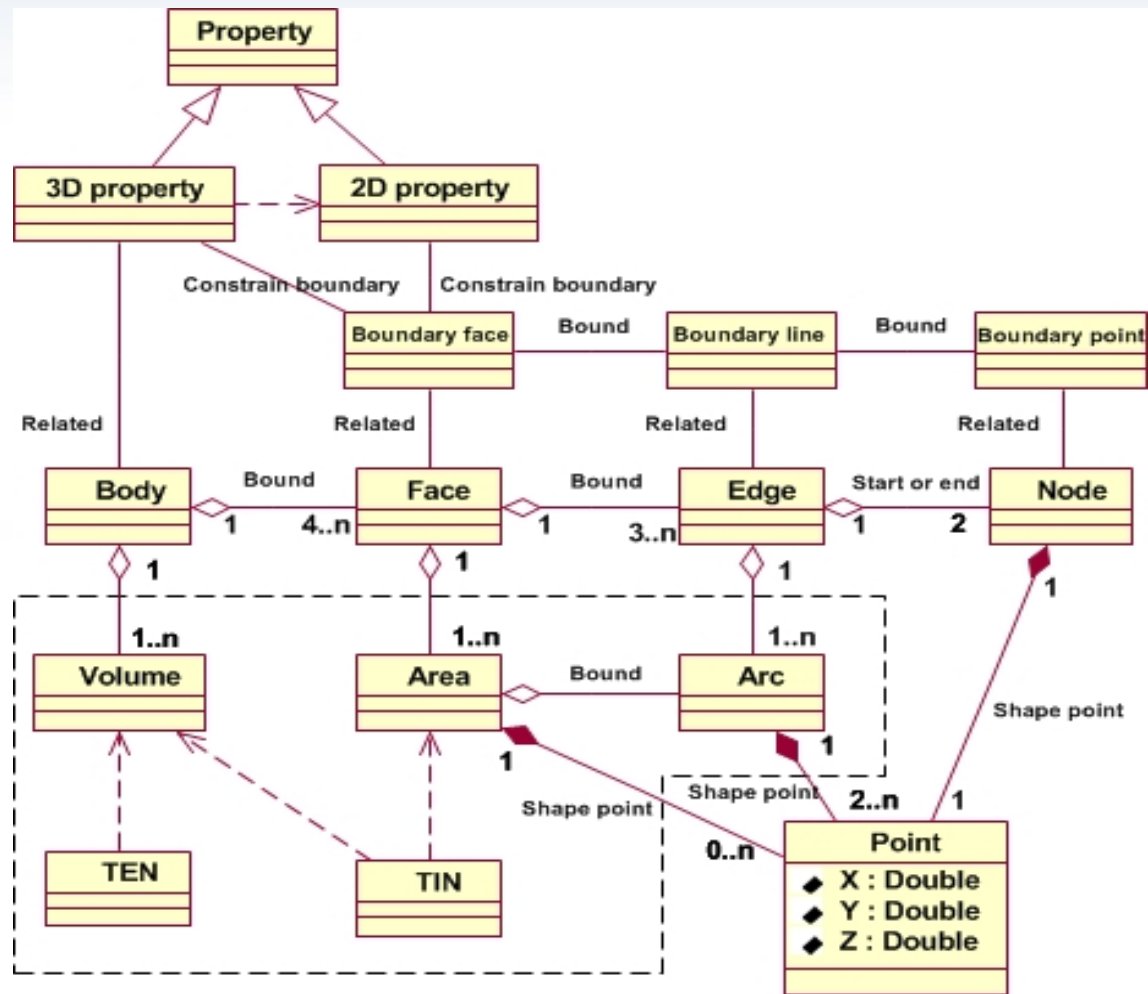 Property
3D property
2D property
Constrain boundary
Constrain boundary
Boundary face
Bound
Boundary line
Bound
Boundary point
Related
Related
Related
Related
Body
Bound
Face
Bound
Edge
Start or end
Node
1
4..n
1
3..n
1
2
1
1
1
1
1..n
1..n
1..n
Volume
Area
Bound
Arc
Shape point
1
1
Shape point
Shape point
2..n
1
0..n
TEN
TIN
Point
X : Double
Y : Double
Z : Double